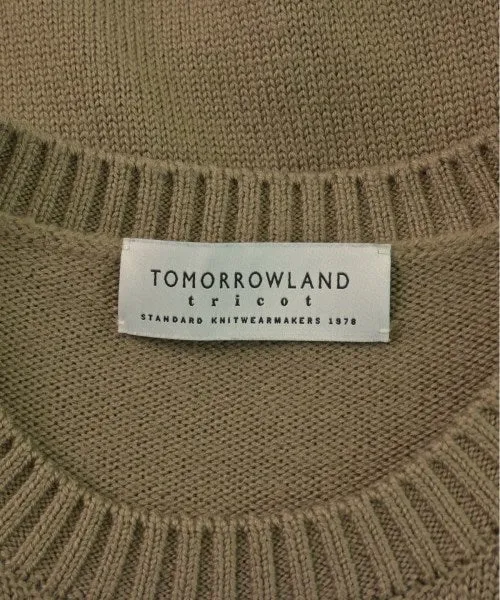 TOMORROWLAND
tricot
STANDARD KNITWEARMAKERS 1978